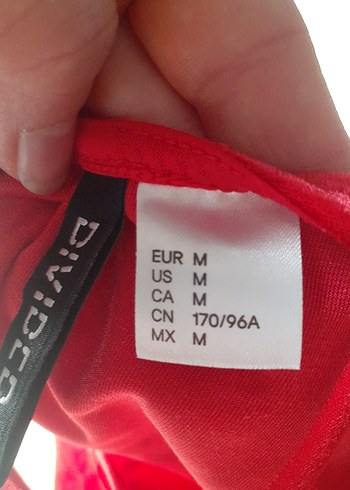 DIVIDED
EUR M
US M
CA M
CN 170/96A
MX M